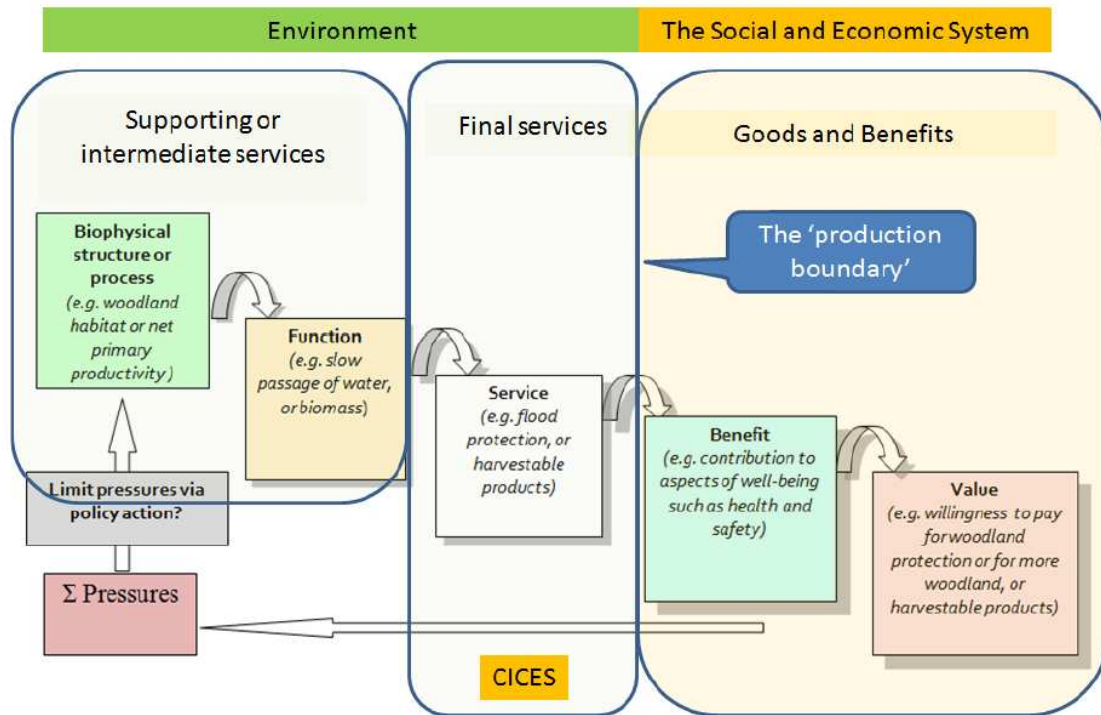 Environment
The Social and Economic System
Supporting or
intermediate services
Final services
Goods and Benefits
The ‘production
boundary’
Biophysical
structure or
process
(e.g. woodland
habitat or net
primary
productivity )
Function
(e.g. slow
passage of water,
or biomass)
Service
(e.g. flood
protection, or
harvestable
products)
Benefit
(e.g. contribution to
aspects of well-being
such as health and
safety)
Value
(e.g. willingness to pay
for woodland
protection or for more
woodland, or
harvestable products)
Limit pressures via
policy action?
Σ Pressures
CICES